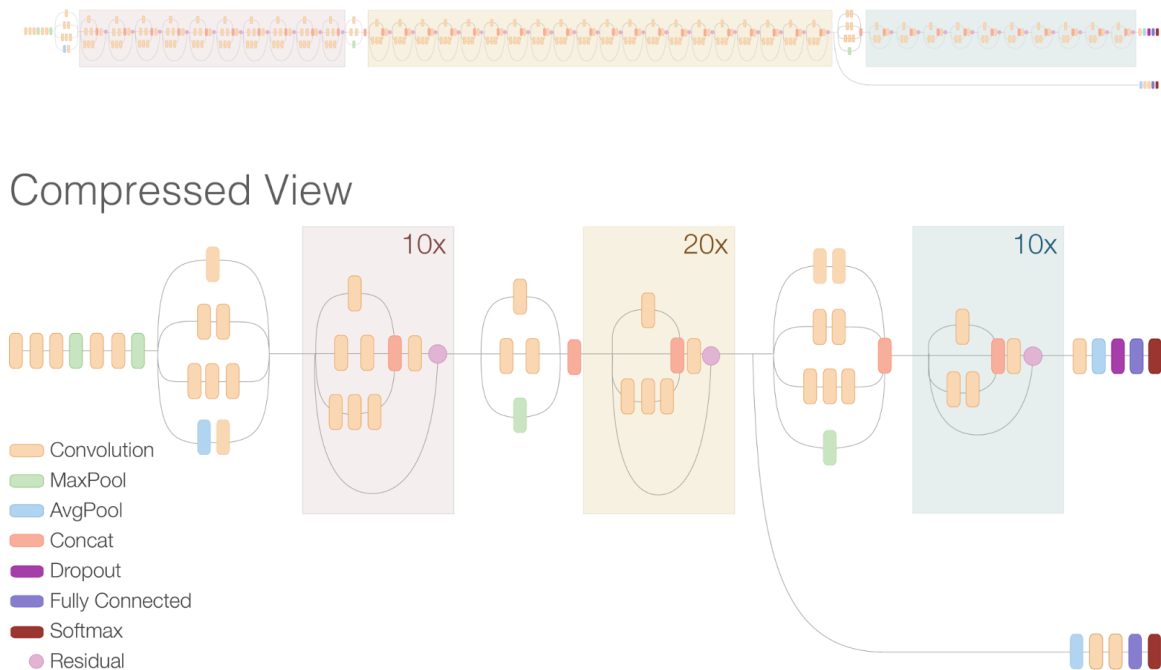 Compressed View
10x
20x
10x
Convolution
MaxPool
AvgPool
Concat
Dropout
Fully Connected
Softmax
Residual